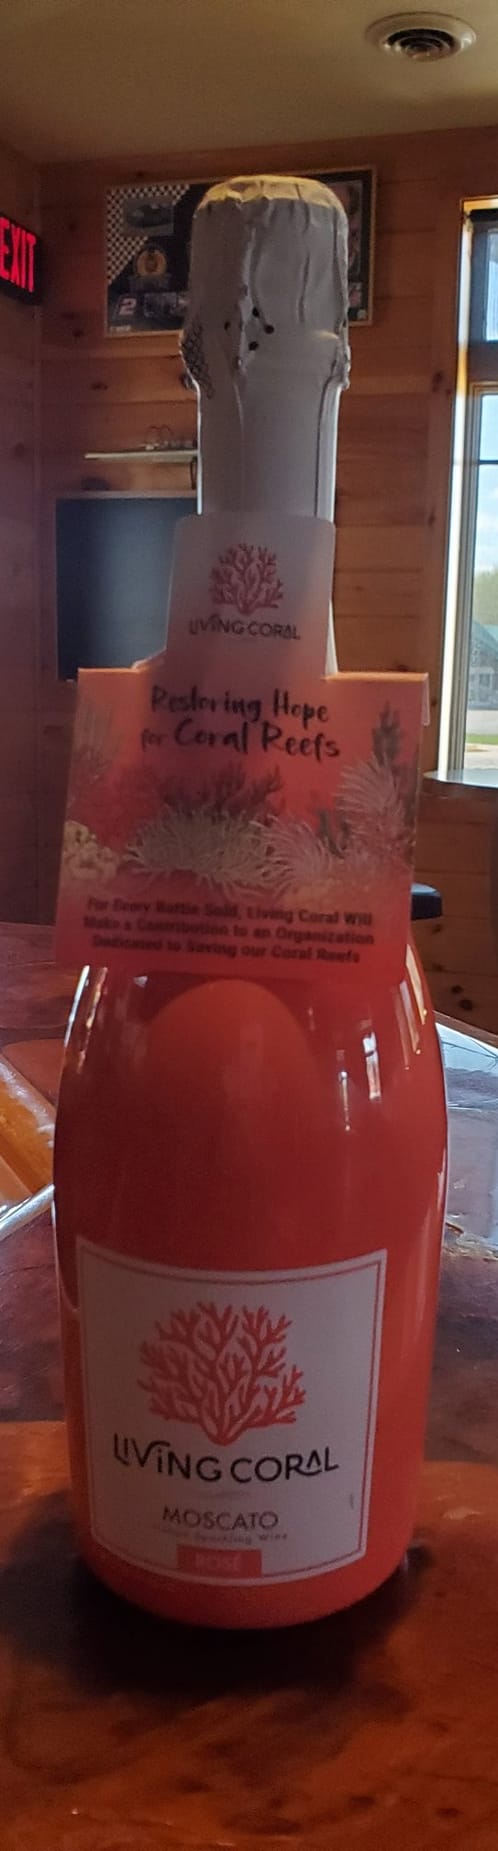 EXIT
2
LIVING CORAL
Restoring Hope
for Coral Reefs
For Every Bottle Sold, Living Coral Will
Make a Contribution to an Organization
Dedicated to Saving our Coral Reefs
LIVING CORAL
MOSCATO
Sparkling Wine
ROSÉ